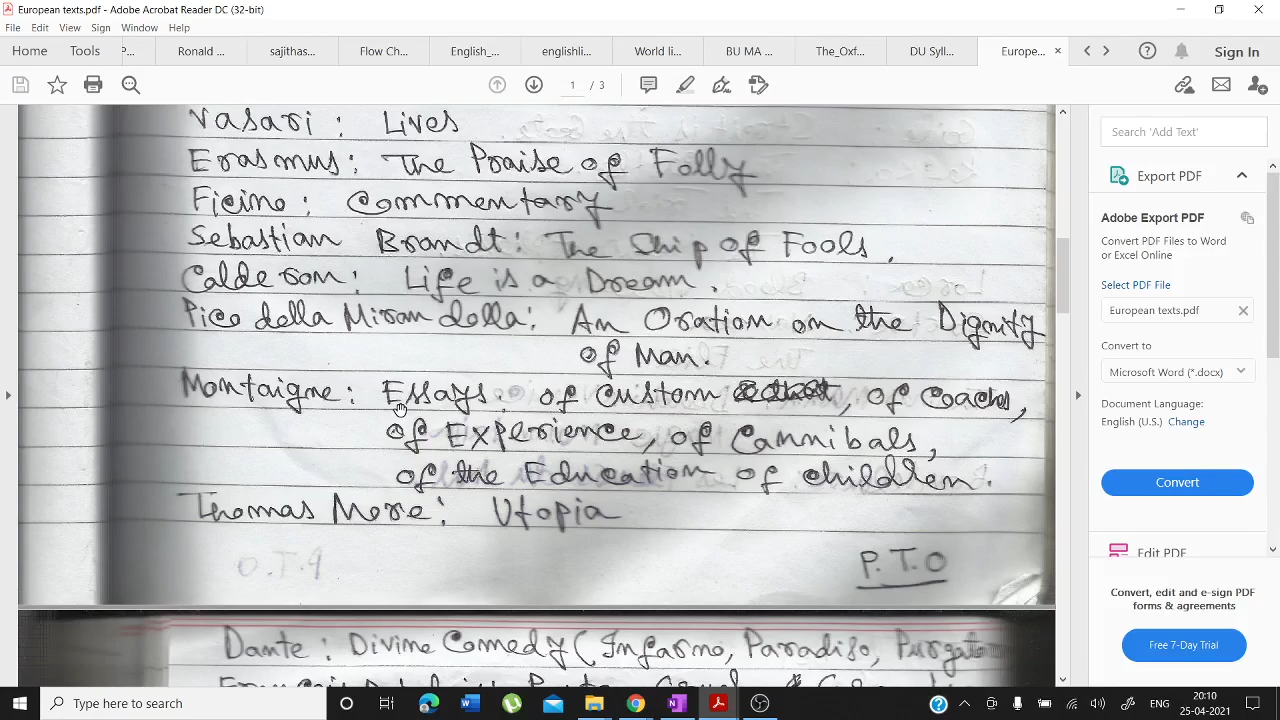 European texts.pdf - Adobe Acrobat Reader DC (32-bit)
File Edit View Sign Window Help
Home Tools P... Ronald ... sajithas... Flow Ch... English_... englishli... World li... BU MA ... The_Oxf... DU Syll... Europe... × Sign In
1 / 3
Vasari : Lives
Erasmus: The Praise of Folly
Ficino : Commentary
Sebastian Brandt : The Ship of Fools.
Calderon: Life is a Dream.
Pico della Mirandolla: An Oration on the Dignity
of Man.
Montaigne: Essays. of custom , of Coaches,
of Experience, of Cannibals,
of the Education of children.
Thomas More: Utopia
P.T.O
Dante : Divine Comedy ( Infarno, Paradiso,
Search 'Add Text'
Export PDF
Adobe Export PDF
Convert PDF Files to Word
or Excel Online
Select PDF File
European texts.pdf
Convert to
Microsoft Word (*.docx)
Document Language:
English (U.S.) Change
Convert
Edit PDF
Convert, edit and e-sign PDF
forms & agreements
Free 7-Day Trial
Type here to search
ENG
20:10
25-04-2021